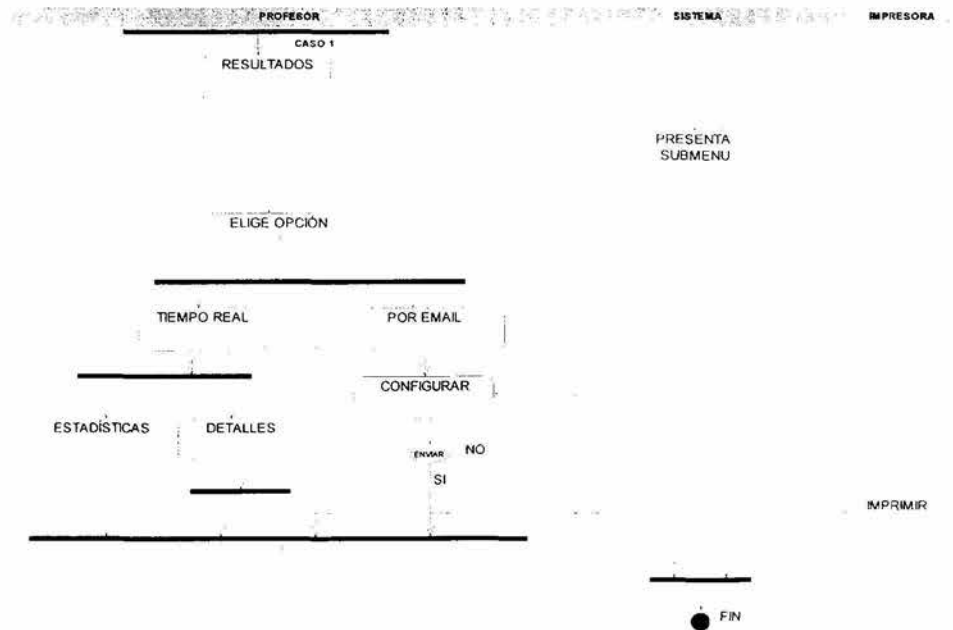 PROFESOR SISTEMA IMPRESORA
CASO 1
RESULTADOS
PRESENTA
SUBMENU
ELIGE OPCIÓN
TIEMPO REAL POR EMAIL
CONFIGURAR
ESTADÍSTICAS DETALLES
ENVIAR NO
SI
IMPRIMIR
FIN